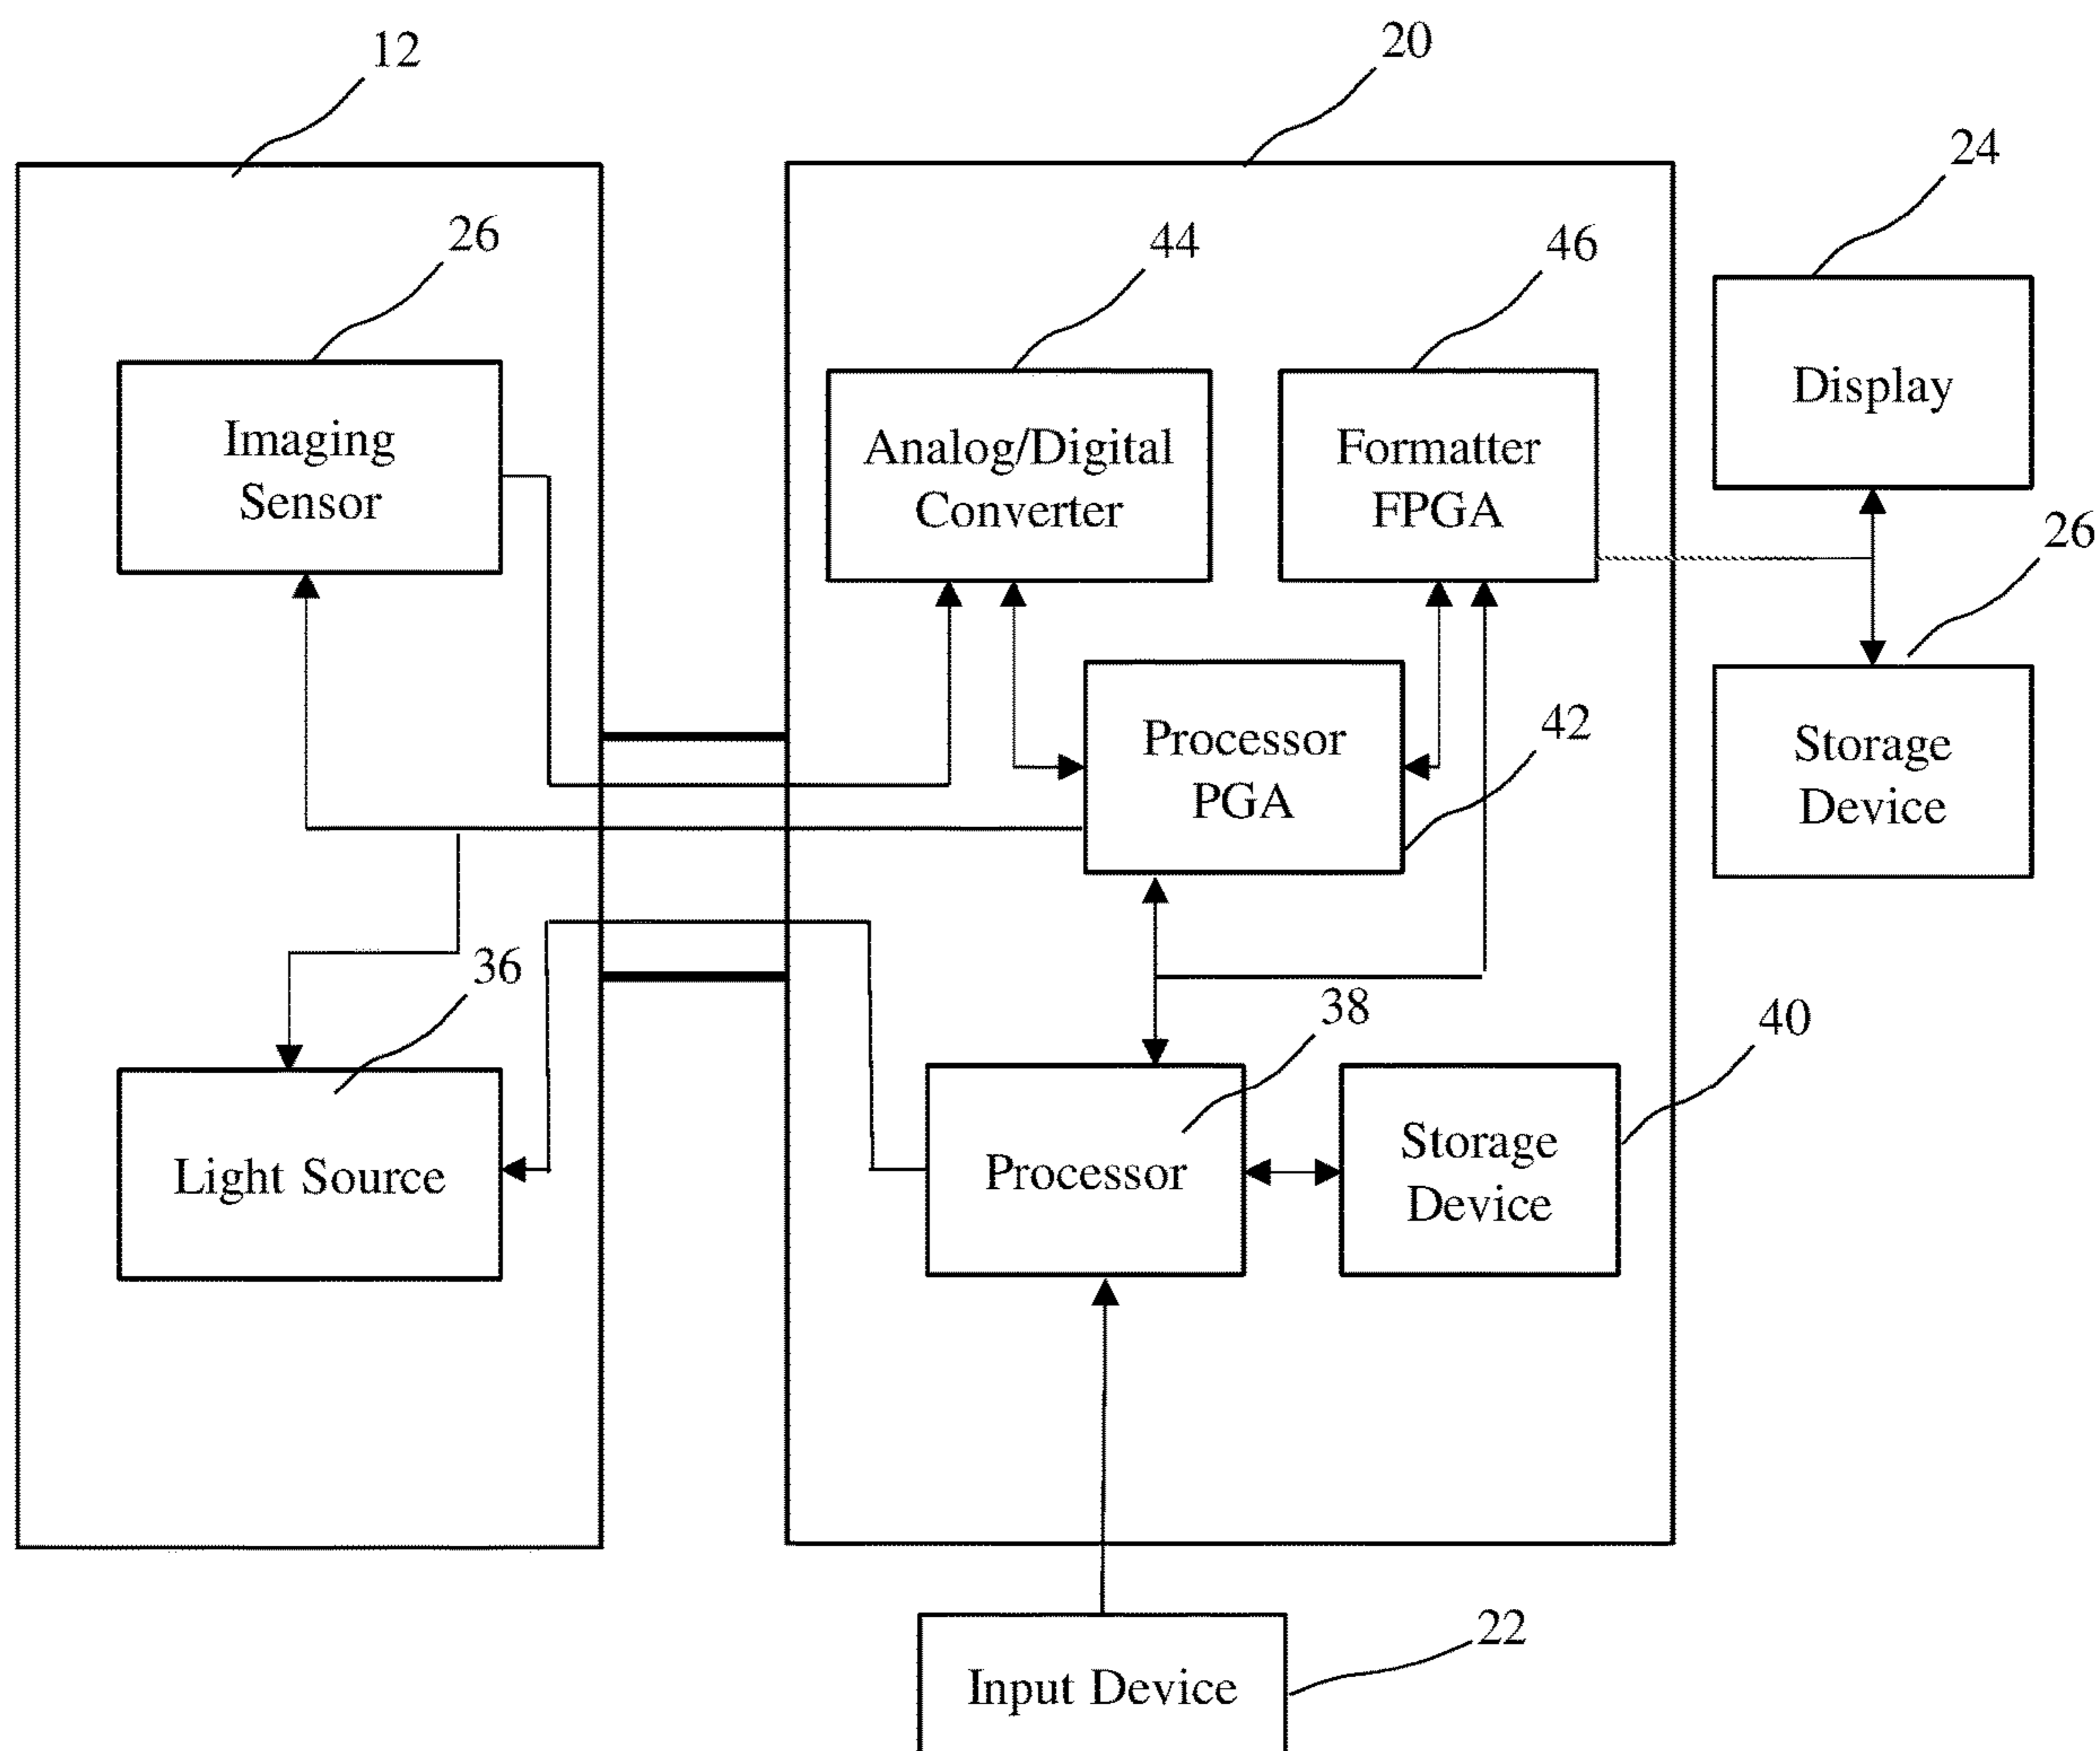 12
20
24
26
44
46
Imaging
Sensor
Analog/Digital
Converter
Formatter
FPGA
Display
26
Processor
PGA
42
Storage
Device
36
38
40
Light Source
Processor
Storage
Device
22
Input Device